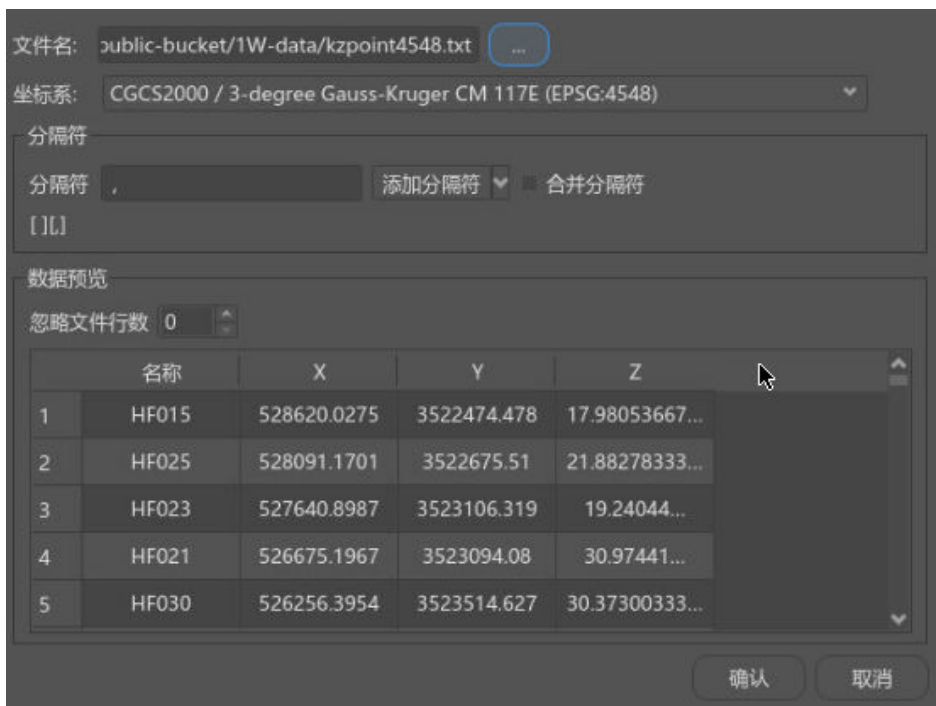 文件名: public-bucket/1W-data/kzpoint4548.txt ...
坐标系: CGCS2000 / 3-degree Gauss-Kruger CM 117E (EPSG:4548)
分隔符
分隔符 , 添加分隔符 合并分隔符
[ ][,]
数据预览
忽略文件行数 0
名称 X Y Z
1 HF015 528620.0275 3522474.478 17.98053667...
2 HF025 528091.1701 3522675.51 21.88278333...
3 HF023 527640.8987 3523106.319 19.24044...
4 HF021 526675.1967 3523094.08 30.97441...
5 HF030 526256.3954 3523514.627 30.37300333...
确认 取消